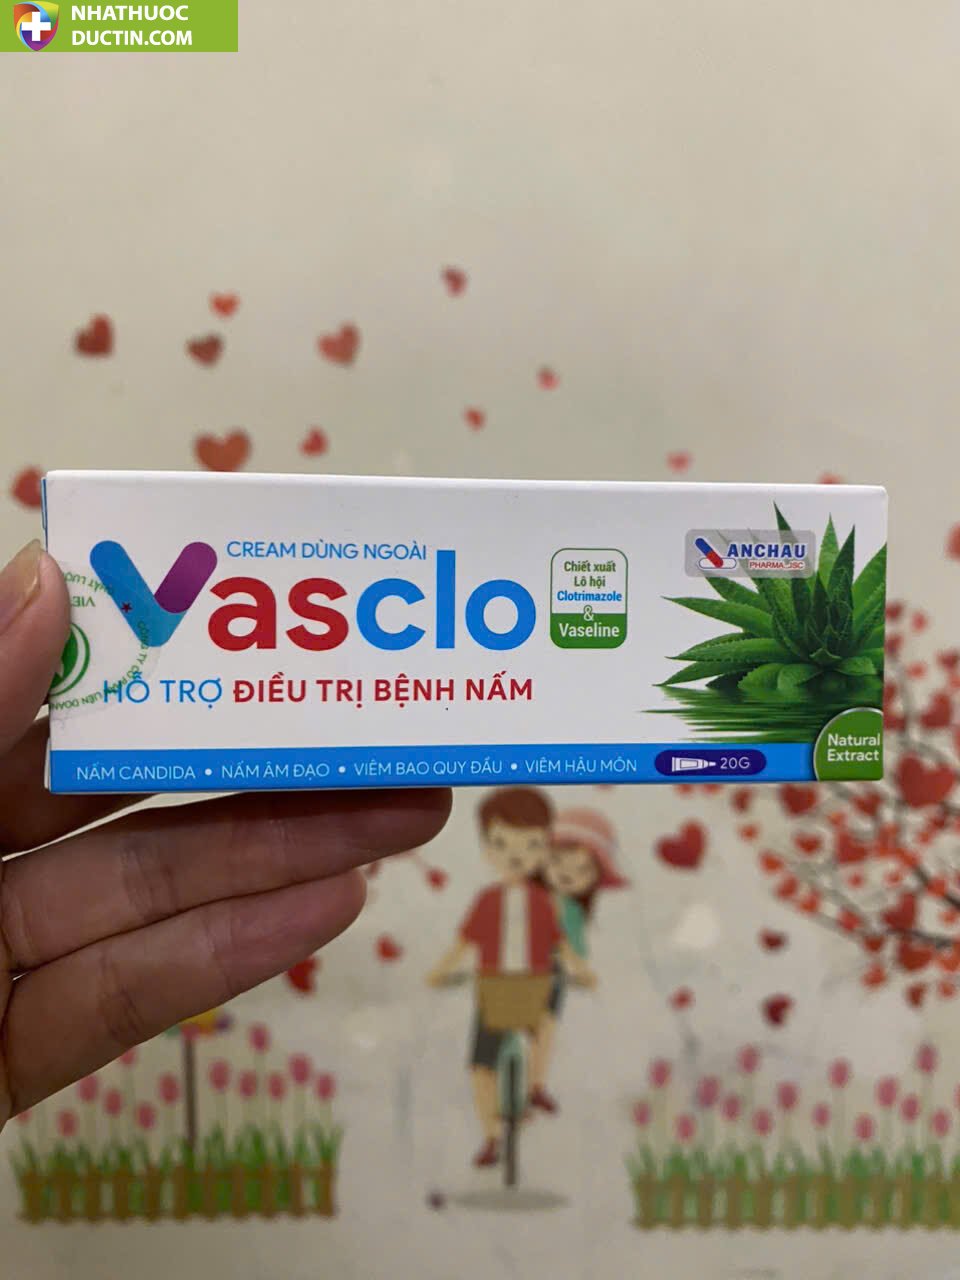 NHATHUOC
DUCTIN.COM
CREAM DÙNG NGOÀI
Vasclo
Chiết xuất
Lô hội
Clotrimazole
&
Vaseline
ANCHAU
PHARMA.,JSC
HỖ TRỢ ĐIỀU TRỊ BỆNH NẤM
NẤM CANDIDA • NẤM ÂM ĐẠO • VIÊM BAO QUY ĐẦU • VIÊM HẬU MÔN
20G
Natural
Extract